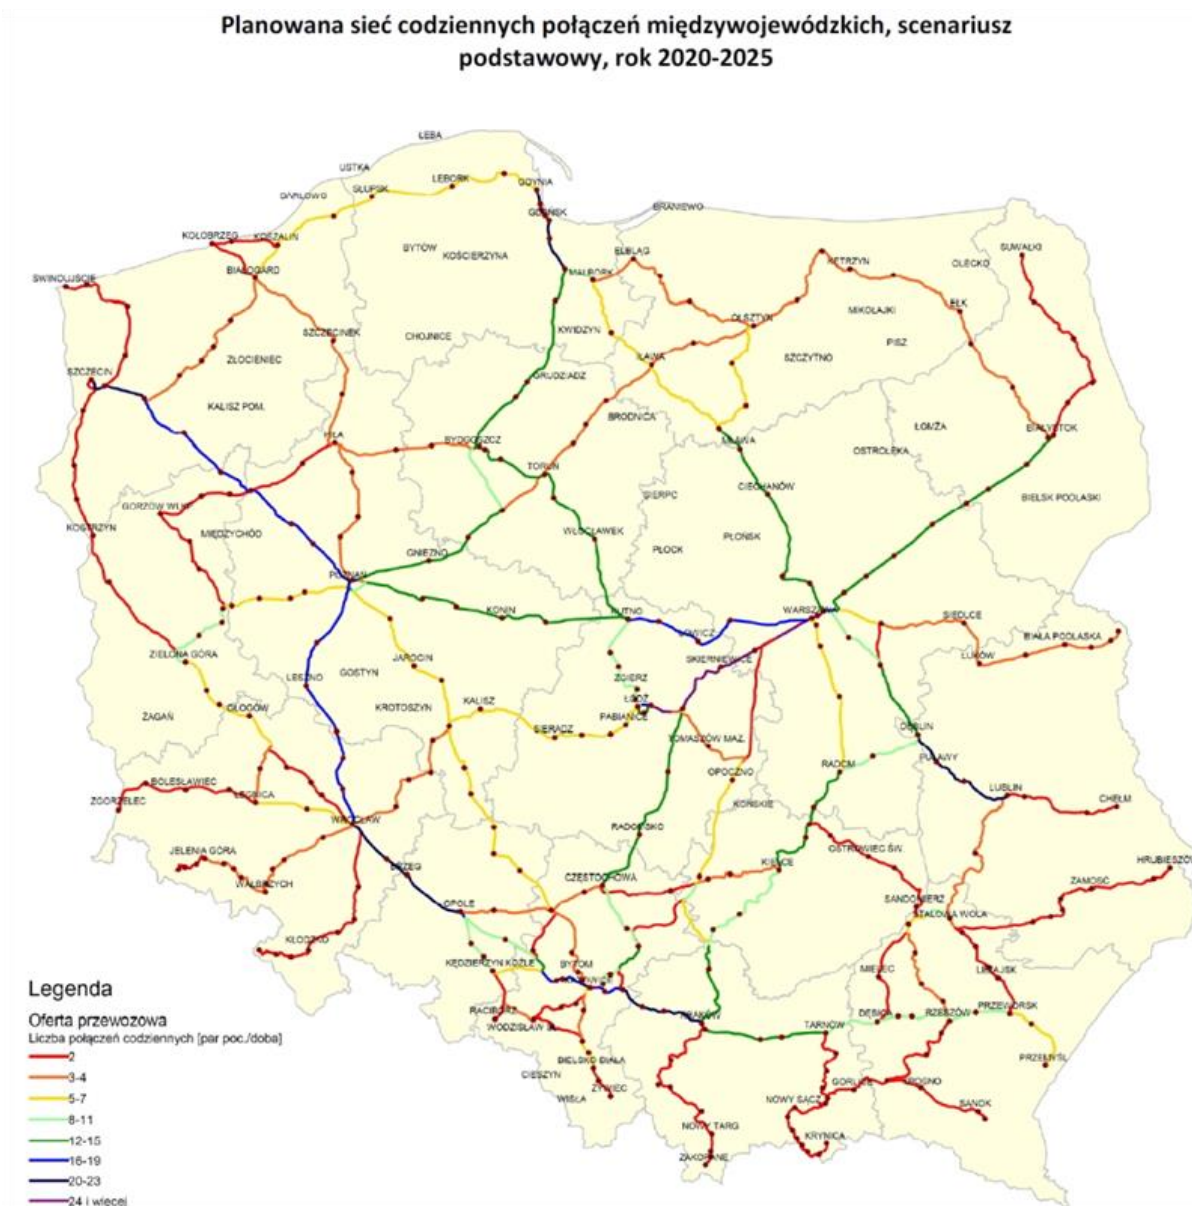 Planowana sieć codziennych połączeń międzywojewódzkich, scenariusz
podstawowy, rok 2020-2025
ŁEBA
USTKA
LĘBORK
SŁUPSK
GDYNIA
DARŁOWO
GDAŃSK
BRANIEWO
KOŁOBRZEG
KOSZALIN
BYTÓW
KOŚCIERZYNA
ELBLĄG
KĘTRZYN
SUWAŁKI
OLECKO
ŚWINOUJŚCIE
BIAŁOGARD
MALBORK
EŁK
MIKOŁAJKI
OLSZTYN
SZCZECINEK
CHOJNICE
KWIDZYN
PISZ
ZŁOCIENIEC
IŁAWA
SZCZYTNO
SZCZECIN
GRUDZIĄDZ
KALISZ POM.
BRODNICA
ŁOMŻA
BIAŁYSTOK
PIŁA
BYDGOSZCZ
MŁAWA
OSTROŁĘKA
TORUŃ
CIECHANÓW
SIERPC
BIELSK PODLASKI
GORZÓW WLKP
KOSTRZYN
MIĘDZYCHÓD
WŁOCŁAWEK
PŁOŃSK
PŁOCK
GNIEZNO
POZNAŃ
KONIN
KUTNO
WARSZAWA
SIEDLCE
ŁOWICZ
BIAŁA PODLASKA
ZIELONA GÓRA
JAROCIN
SKIERNIEWICE
ŁUKÓW
LESZNO
GOSTYŃ
ZGIERZ
ŻAGAŃ
GŁOGÓW
KROTOSZYN
KALISZ
ŁÓDŹ
PABIANICE
SIERADZ
DĘBLIN
TOMASZÓW MAZ.
PUŁAWY
RADOM
OPOCZNO
BOLESŁAWIEC
LEGNICA
ZGORZELEC
KOŃSKIE
LUBLIN
CHEŁM
WROCŁAW
RADOMSKO
JELENIA GÓRA
OSTROWIEC ŚW.
HRUBIESZÓW
BRZEG
KIELCE
WAŁBRZYCH
CZĘSTOCHOWA
ZAMOŚĆ
OPOLE
SANDOMIERZ
STALOWA WOLA
KŁODZKO
KĘDZIERZYN KOŹLE
BYTOM
MIELEC
LEŻAJSK
KATOWICE
RACIBÓRZ
DĘBICA
PRZEWORSK
RZESZÓW
WODZISŁAW ŚL.
KRAKÓW
TARNÓW
BIELSKO BIAŁA
PRZEMYŚL
CIESZYN
ŻYWIEC
GORLICE
KROSNO
WISŁA
NOWY SĄCZ
SANOK
NOWY TARG
KRYNICA
ZAKOPANE
Legenda
Oferta przewozowa
Liczba połączeń codziennych [par poc./doba]
2
3-4
5-7
8-11
12-15
16-19
20-23
24 i więcej